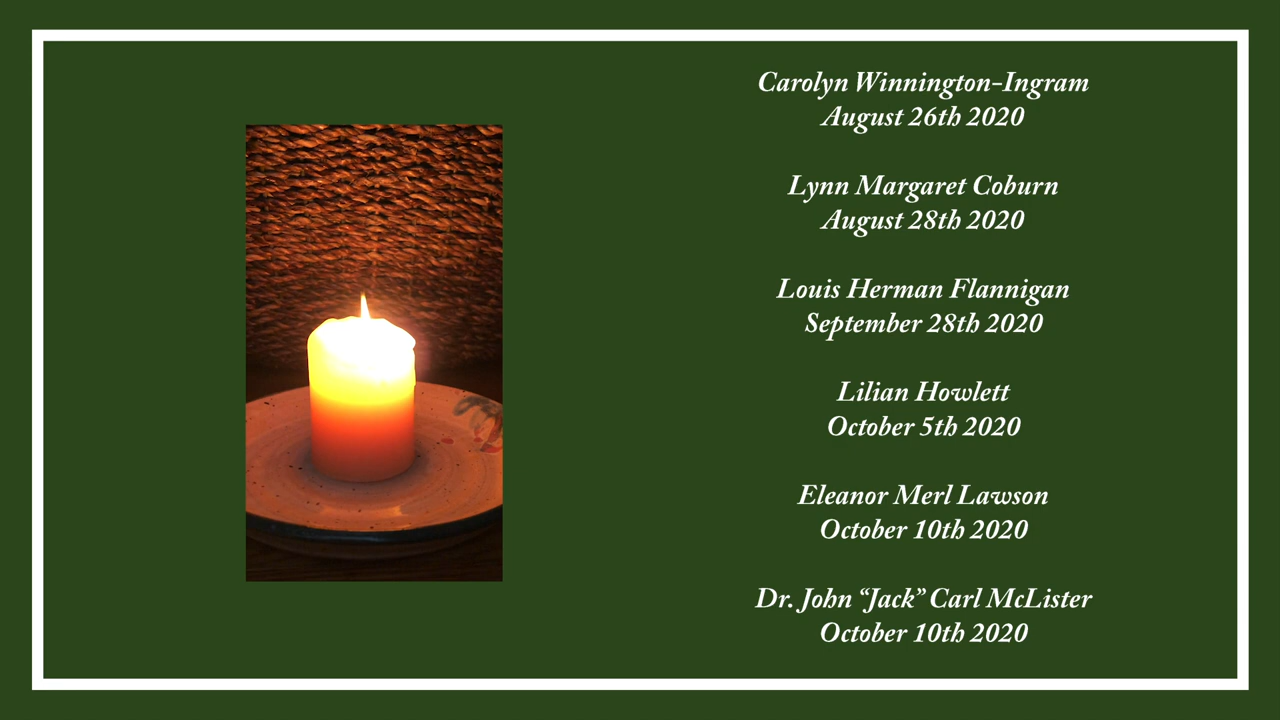 Carolyn Winnington-Ingram
August 26th 2020
Lynn Margaret Coburn
August 28th 2020
Louis Herman Flannigan
September 28th 2020
Lilian Howlett
October 5th 2020
Eleanor Merl Lawson
October 10th 2020
Dr. John “Jack” Carl McLister
October 10th 2020